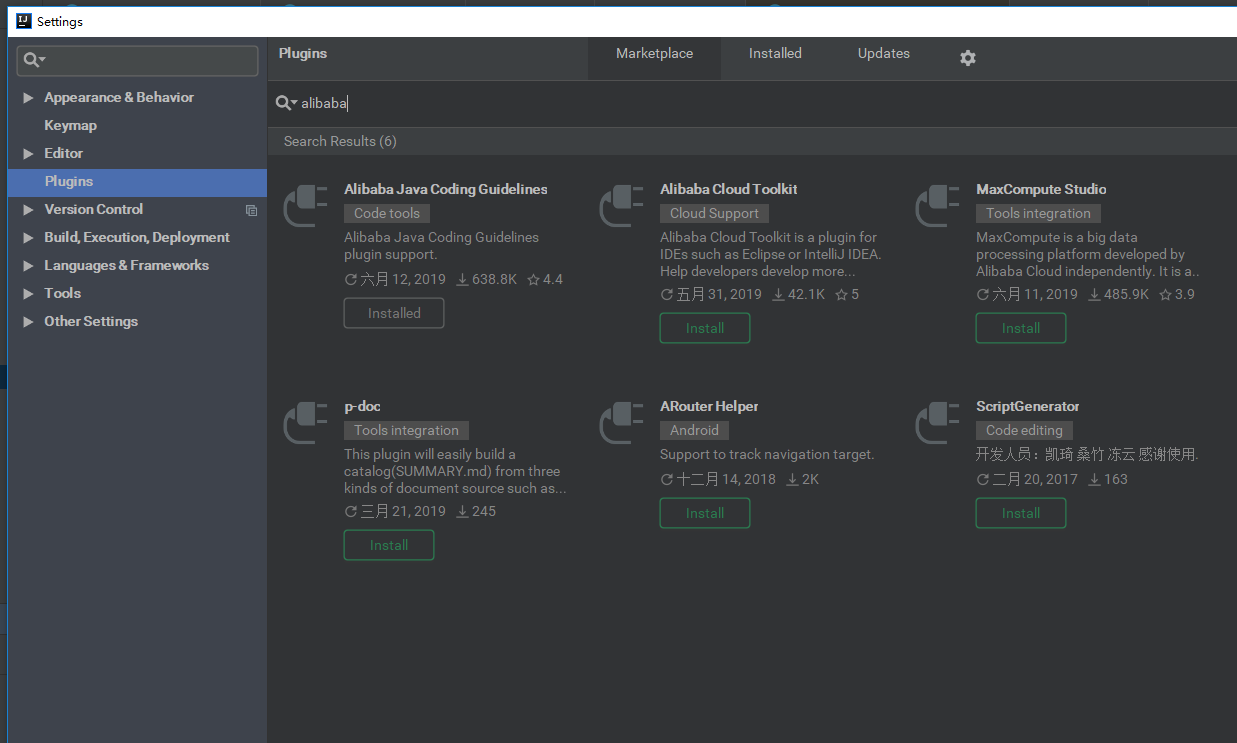 Settings
Appearance & Behavior
Keymap
Editor
Plugins
Version Control
Build, Execution, Deployment
Languages & Frameworks
Tools
Other Settings
Plugins
Marketplace
Installed
Updates
alibaba
Search Results (6)
Alibaba Java Coding Guidelines
Code tools
Alibaba Java Coding Guidelines
plugin support.
六月 12, 2019 638.8K 4.4
Installed
Alibaba Cloud Toolkit
Cloud Support
Alibaba Cloud Toolkit is a plugin for
IDEs such as Eclipse or IntelliJ IDEA.
Help developers develop more...
五月 31, 2019 42.1K 5
Install
MaxCompute Studio
Tools integration
MaxCompute is a big data
processing platform developed by
Alibaba Cloud independently. It is a..
六月 11, 2019 485.9K 3.9
Install
p-doc
Tools integration
This plugin will easily build a
catalog(SUMMARY.md) from three
kinds of document source such as...
三月 21, 2019 245
Install
ARouter Helper
Android
Support to track navigation target.
十二月 14, 2018 2K
Install
ScriptGenerator
Code editing
开发人员：凯琦 桑竹 冻云 感谢使用.
二月 20, 2017 163
Install